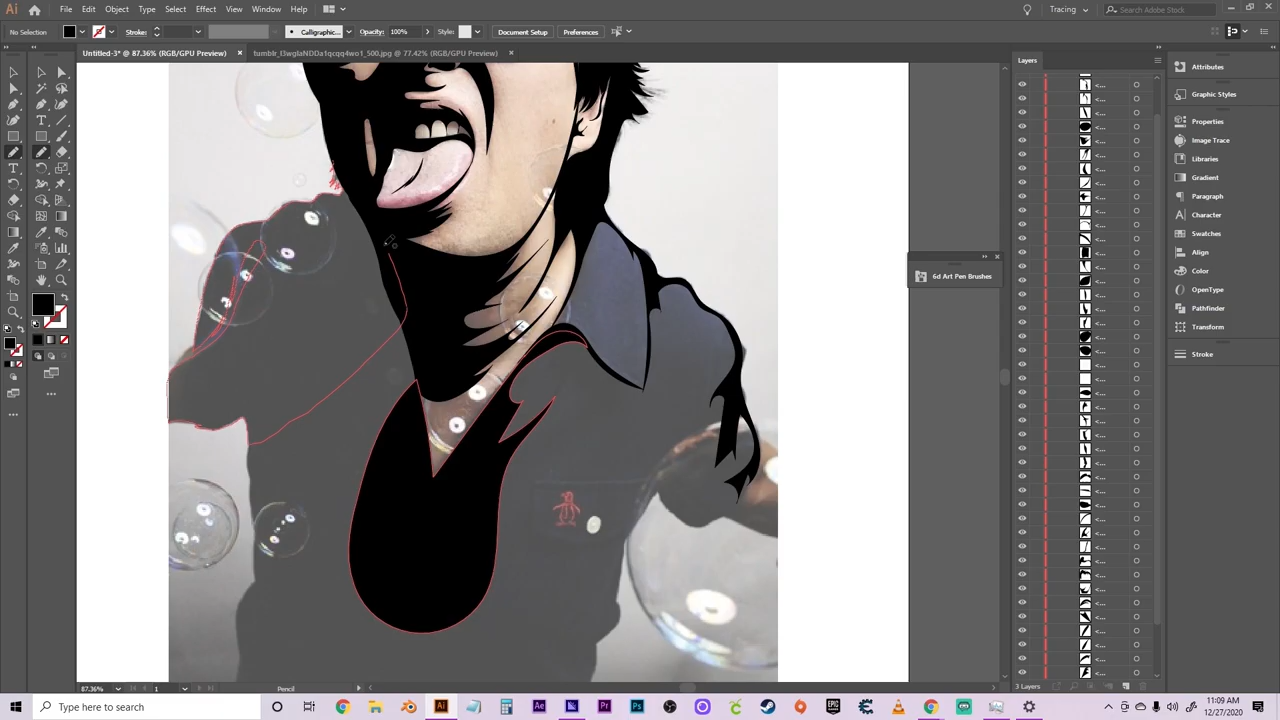 Ai File Edit Object Type Select Effect View Window Help Tracing Search Adobe Stock
No Selection Stroke: Calligraphic... Opacity: 100% Style: Document Setup Preferences
Untitled-3* @ 87.36% (RGB/GPU Preview) × tumblr_l3wglaNDDa1qcqq4wo1_500.jpg @ 77.42% (RGB/GPU Preview) ×
Layers
Attributes
Graphic Styles
Properties
Image Trace
Libraries
Gradient
Paragraph
Character
Swatches
Align
Color
OpenType
Pathfinder
Transform
Stroke
6d Art Pen Brushes
87.36% 1 Pencil
3 Layers
Type here to search
11:09 AM
12/27/2020